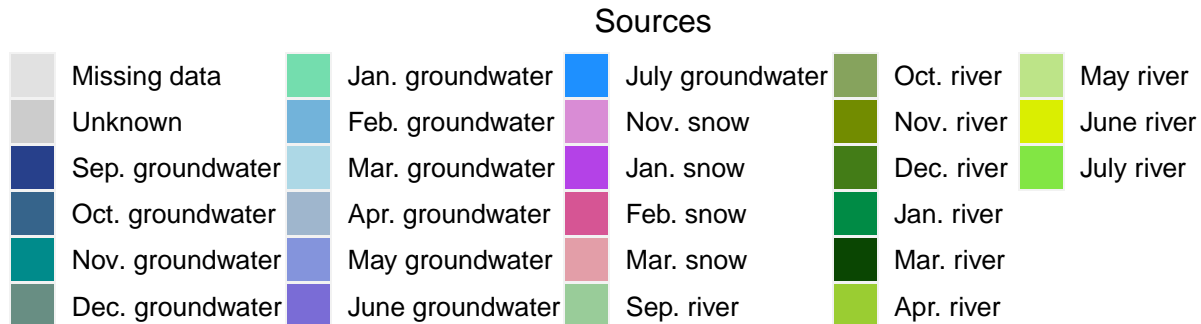 Sources
Missing data
Unknown
Sep. groundwater
Oct. groundwater
Nov. groundwater
Dec. groundwater
Jan. groundwater
Feb. groundwater
Mar. groundwater
Apr. groundwater
May groundwater
June groundwater
July groundwater
Nov. snow
Jan. snow
Feb. snow
Mar. snow
Sep. river
Oct. river
Nov. river
Dec. river
Jan. river
Mar. river
Apr. river
May river
June river
July river